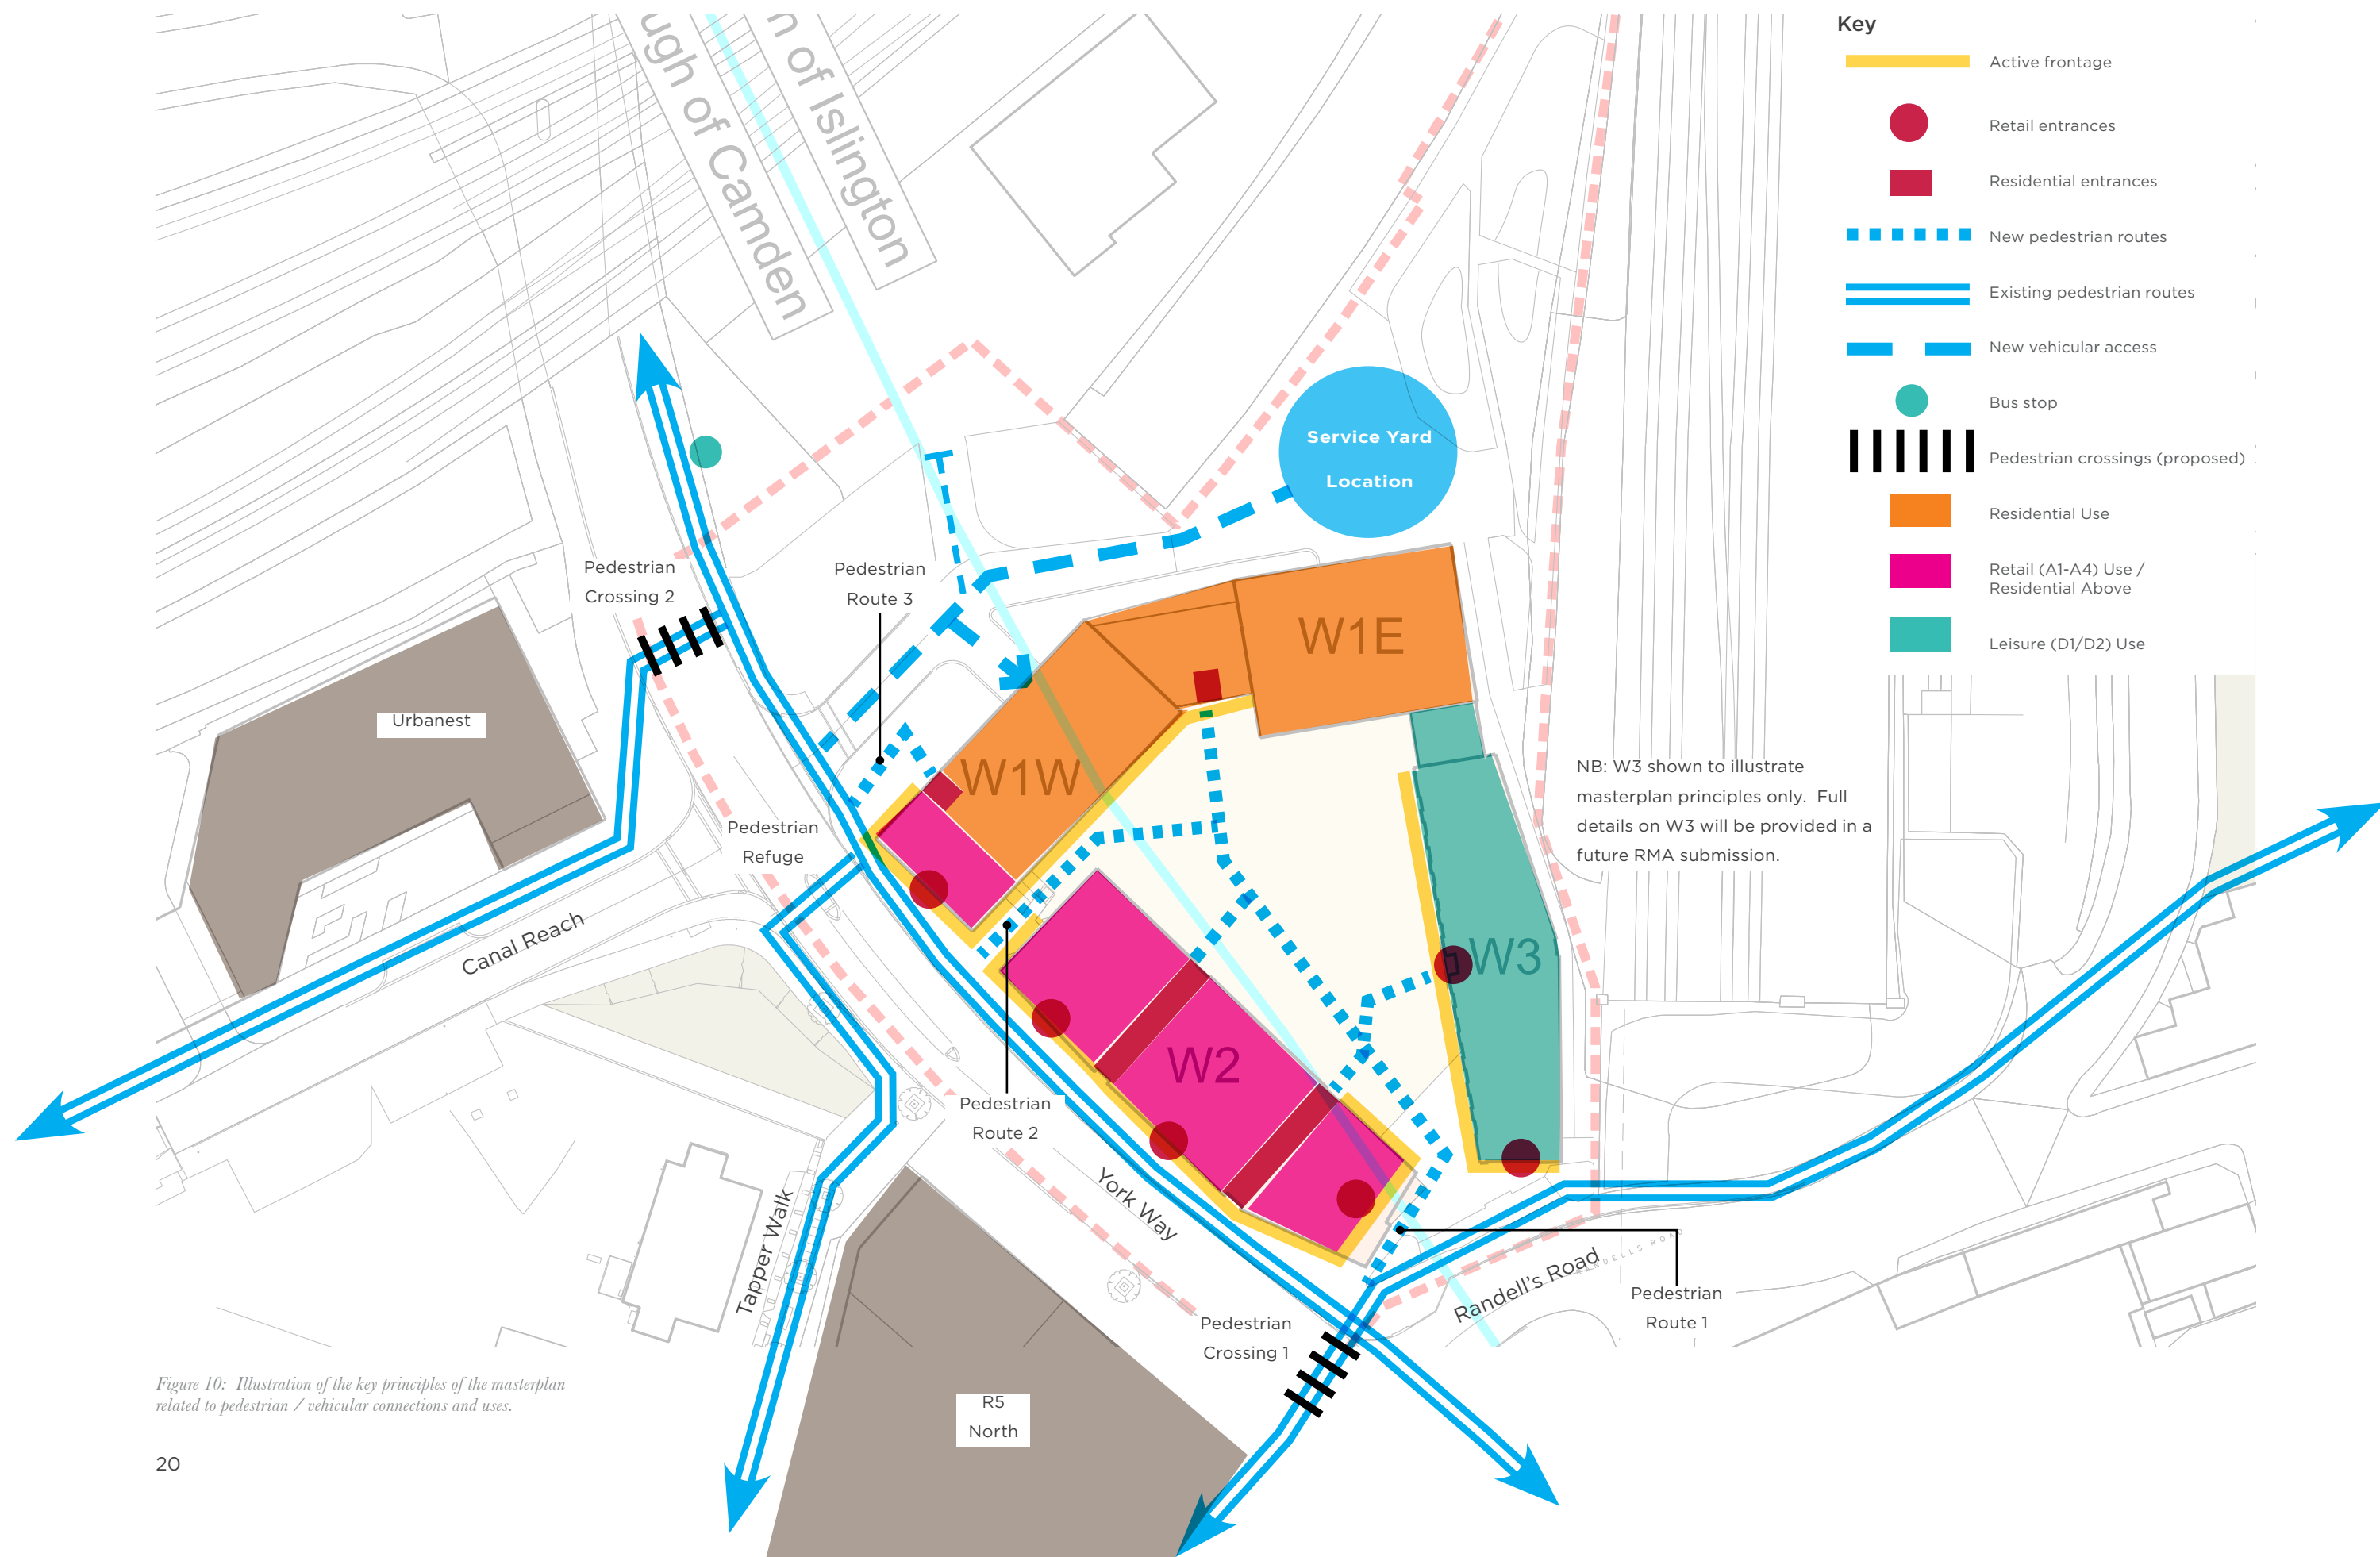 ugh of Camden
n of Islington
Key
Active frontage
Retail entrances
Residential entrances
New pedestrian routes
Existing pedestrian routes
New vehicular access
Bus stop
Pedestrian crossings (proposed)
Residential Use
Retail (A1-A4) Use /
Residential Above
Leisure (D1/D2) Use
Service Yard
Location
Pedestrian
Crossing 2
Pedestrian
Route 3
W1E
Urbanest
W1W
NB: W3 shown to illustrate
masterplan principles only. Full
details on W3 will be provided in a
future RMA submission.
Pedestrian
Refuge
Canal Reach
W3
W2
Pedestrian
Route 2
York Way
Tapper Walk
Randell's Road
RANDELLS ROAD
Pedestrian
Route 1
Pedestrian
Crossing 1
R5
North
Figure 10: Illustration of the key principles of the masterplan
related to pedestrian / vehicular connections and uses.
20